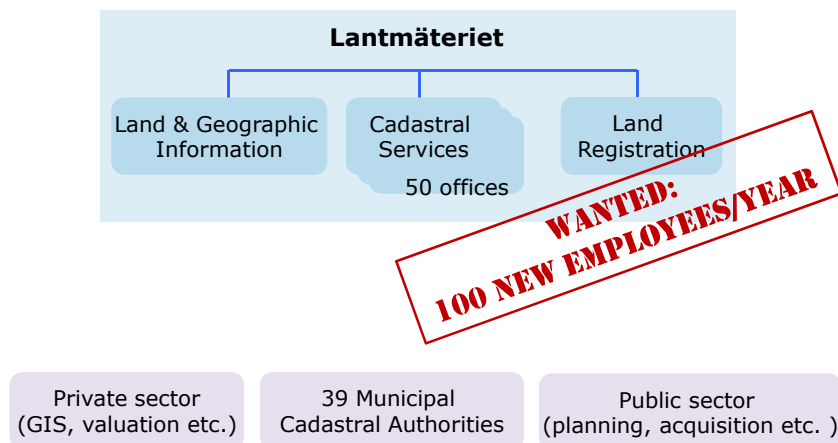 Lantmäteriet
Land & Geographic
Information
Cadastral
Services
50 offices
Land
Registration
WANTED:
100 NEW EMPLOYEES/YEAR
Private sector
(GIS, valuation etc.)
39 Municipal
Cadastral Authorities
Public sector
(planning, acquisition etc. )